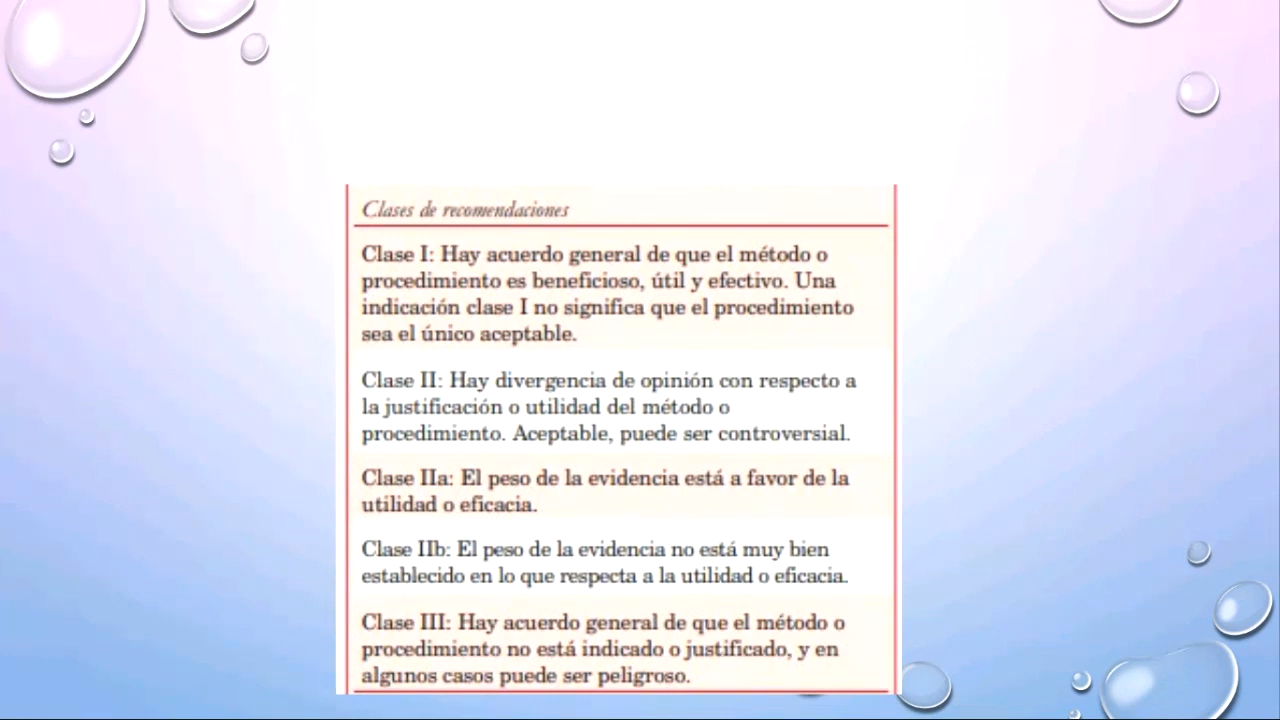 Clases de recomendaciones
Clase I: Hay acuerdo general de que el método o
procedimiento es beneficioso, útil y efectivo. Una
indicación clase I no significa que el procedimiento
sea el único aceptable.
Clase II: Hay divergencia de opinión con respecto a
la justificación o utilidad del método o
procedimiento. Aceptable, puede ser controversial.
Clase IIa: El peso de la evidencia está a favor de la
utilidad o eficacia.
Clase IIb: El peso de la evidencia no está muy bien
establecido en lo que respecta a la utilidad o eficacia.
Clase III: Hay acuerdo general de que el método o
procedimiento no está indicado o justificado, y en
algunos casos puede ser peligroso.